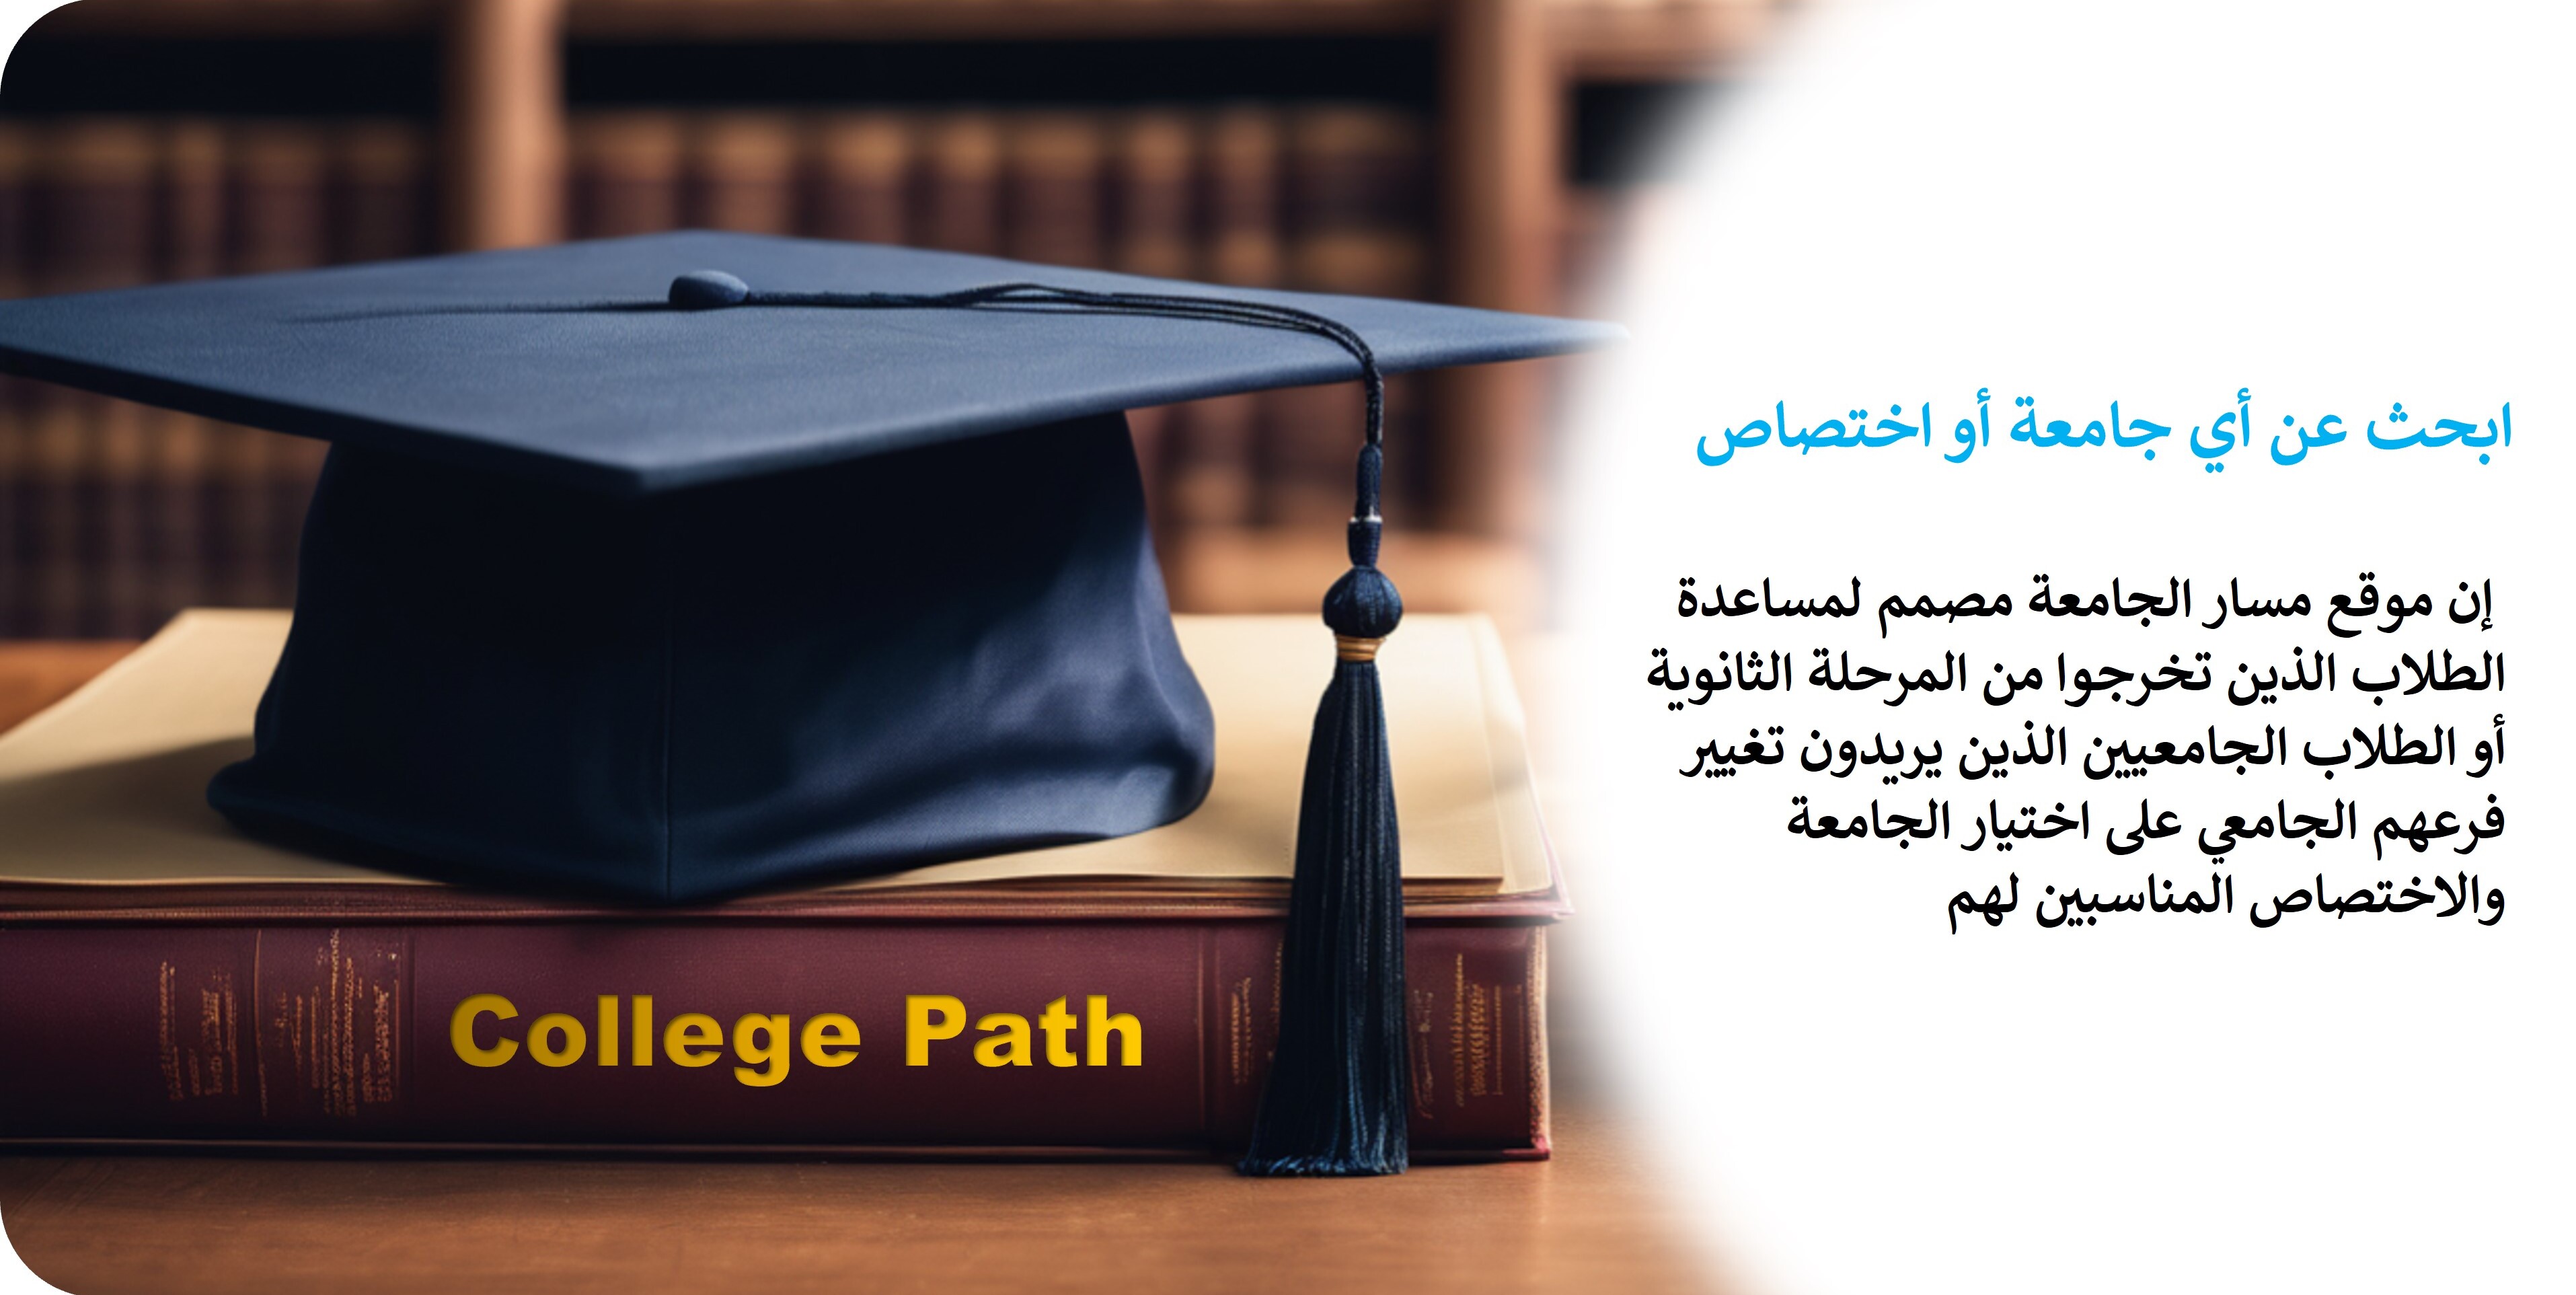 ابحث عن أي جامعة أو اختصاص
إن موقع مسار الجامعة مصمم لمساعدة
الطلاب الذين تخرجوا من المرحلة الثانوية
أو الطلاب الجامعيين الذين يريدون تغيير
فرعهم الجامعي على اختيار الجامعة
والاختصاص المناسبين لهم
College Path